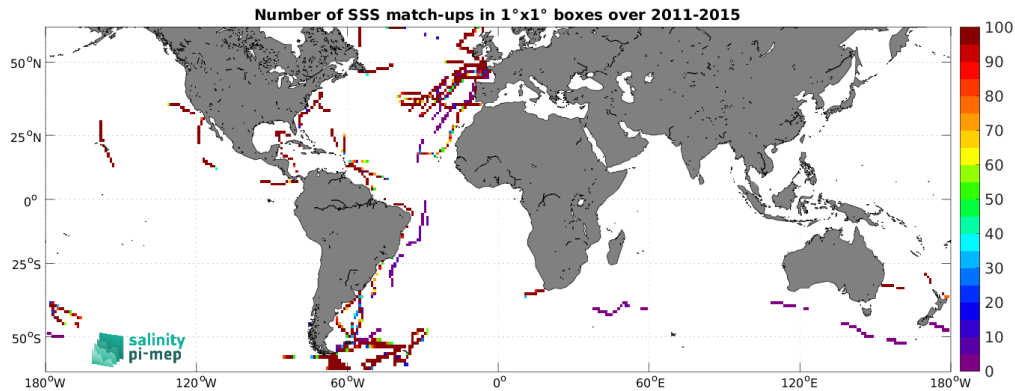 Number of SSS match-ups in 1°x1° boxes over 2011-2015
100
90
80
70
60
50
40
30
20
10
0
50°N
25°N
0°
25°S
50°S
180°W 120°W 60°W 0° 60°E 120°E 180°E
salinity
pi-mep